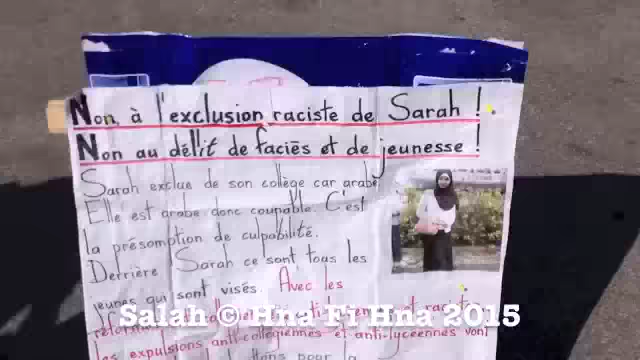 Non, à l'exclusion raciste de Sarah !
Non au délit de faciès et de jeunesse !
Sarah exclue de son collège car arabe
Elle est arabe donc coupable. C'est
la présomption de culpabilité.
Derrière Sarah ce sont tous les
jeunes qui sont visés. Avec les
Salah © Hna Fi Hna 2015
les expulsions anti-collégiennes et anti-lycéennes vont
pour la